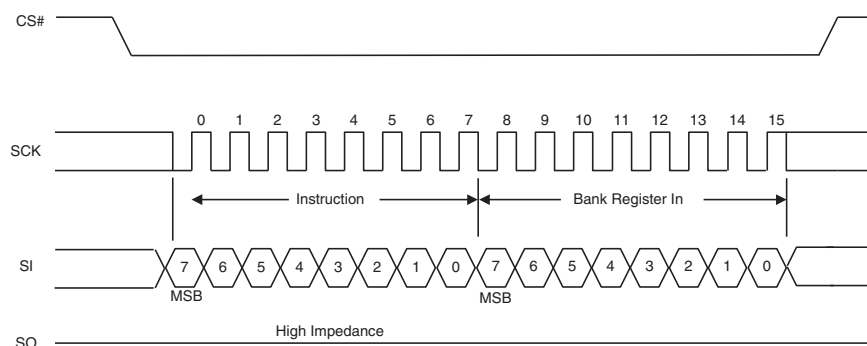 CS#
0 1 2 3 4 5 6 7 8 9 10 11 12 13 14 15
SCK
Instruction Bank Register In
SI 7 6 5 4 3 2 1 0 7 6 5 4 3 2 1 0
MSB MSB
High Impedance
SO